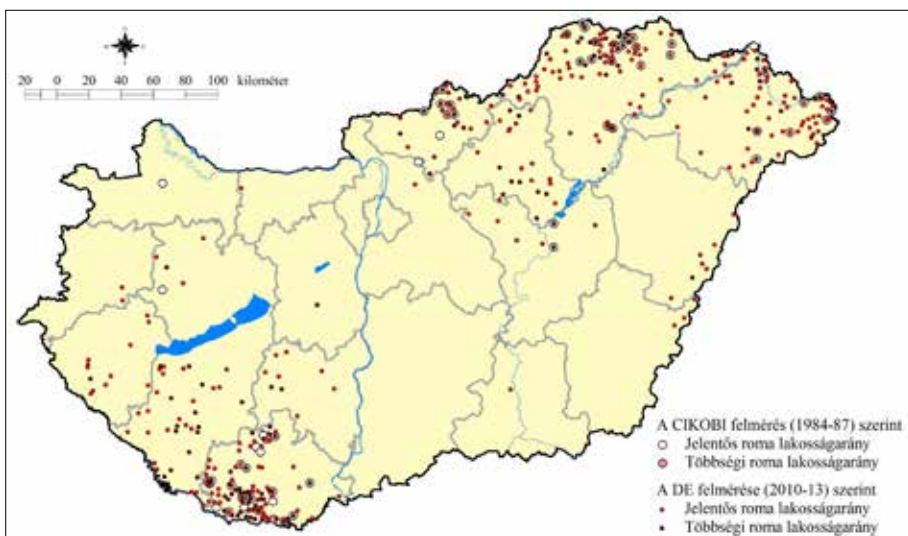 20 0 20 40 60 80 100 kilométer
A CIKOBI felmérés (1984-87) szerint
Jelentős roma lakosságarány
Többségi roma lakosságarány
A DE felmérése (2010-13) szerint
Jelentős roma lakosságarány
Többségi roma lakosságarány